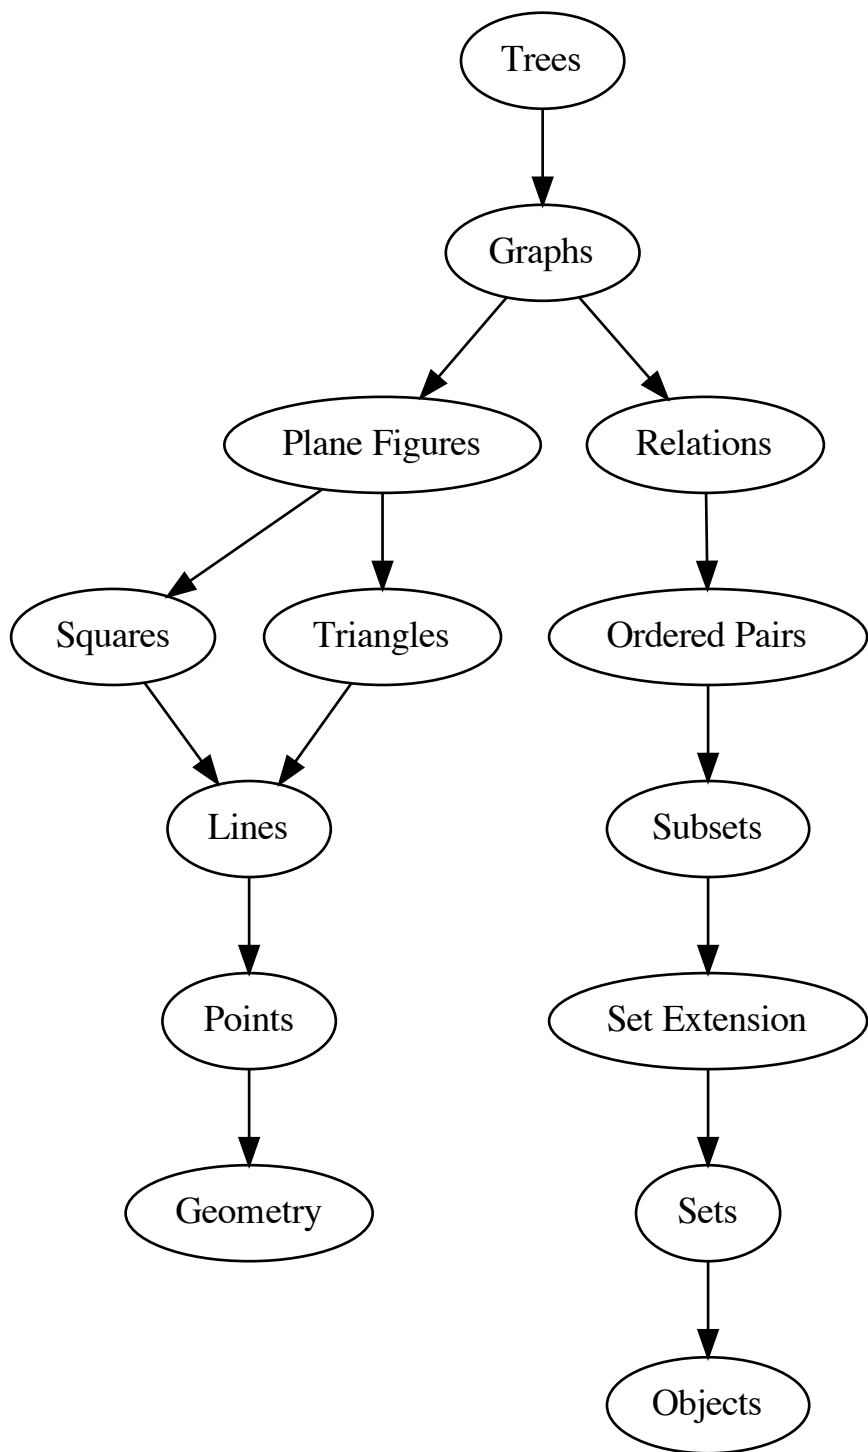 Trees
Graphs
Plane Figures
Relations
Squares
Triangles
Ordered Pairs
Lines
Subsets
Points
Set Extension
Geometry
Sets
Objects